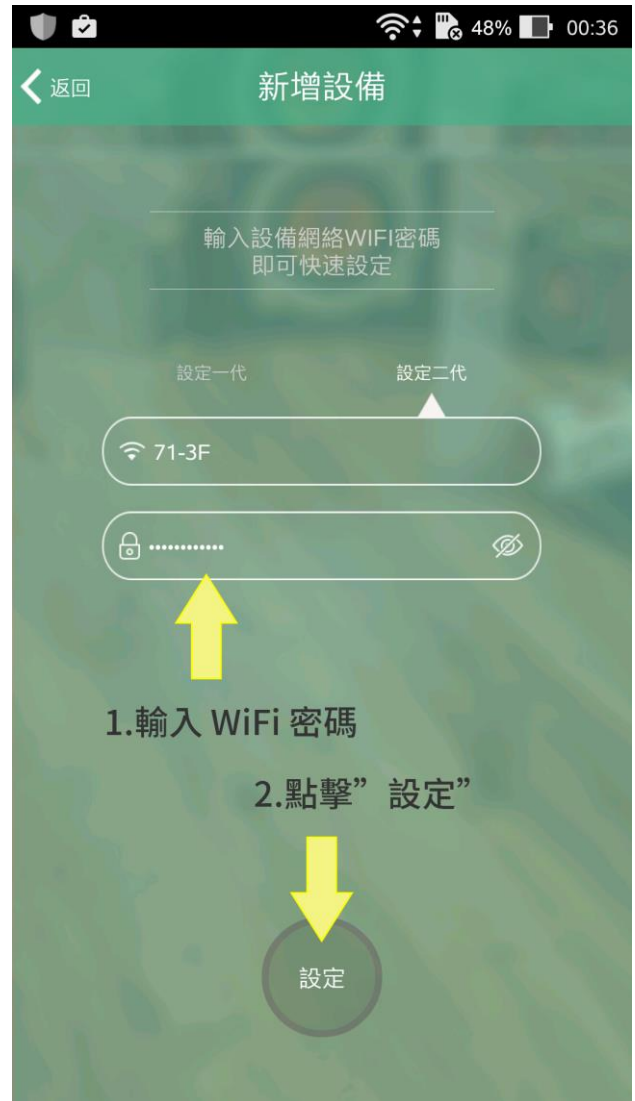 48% 00:36
返回 新增設備
輸入設備網絡WIFI密碼
即可快速設定
設定一代 設定二代
71-3F
••••••••••••
1.輸入 WiFi 密碼
2.點擊”設定”
設定